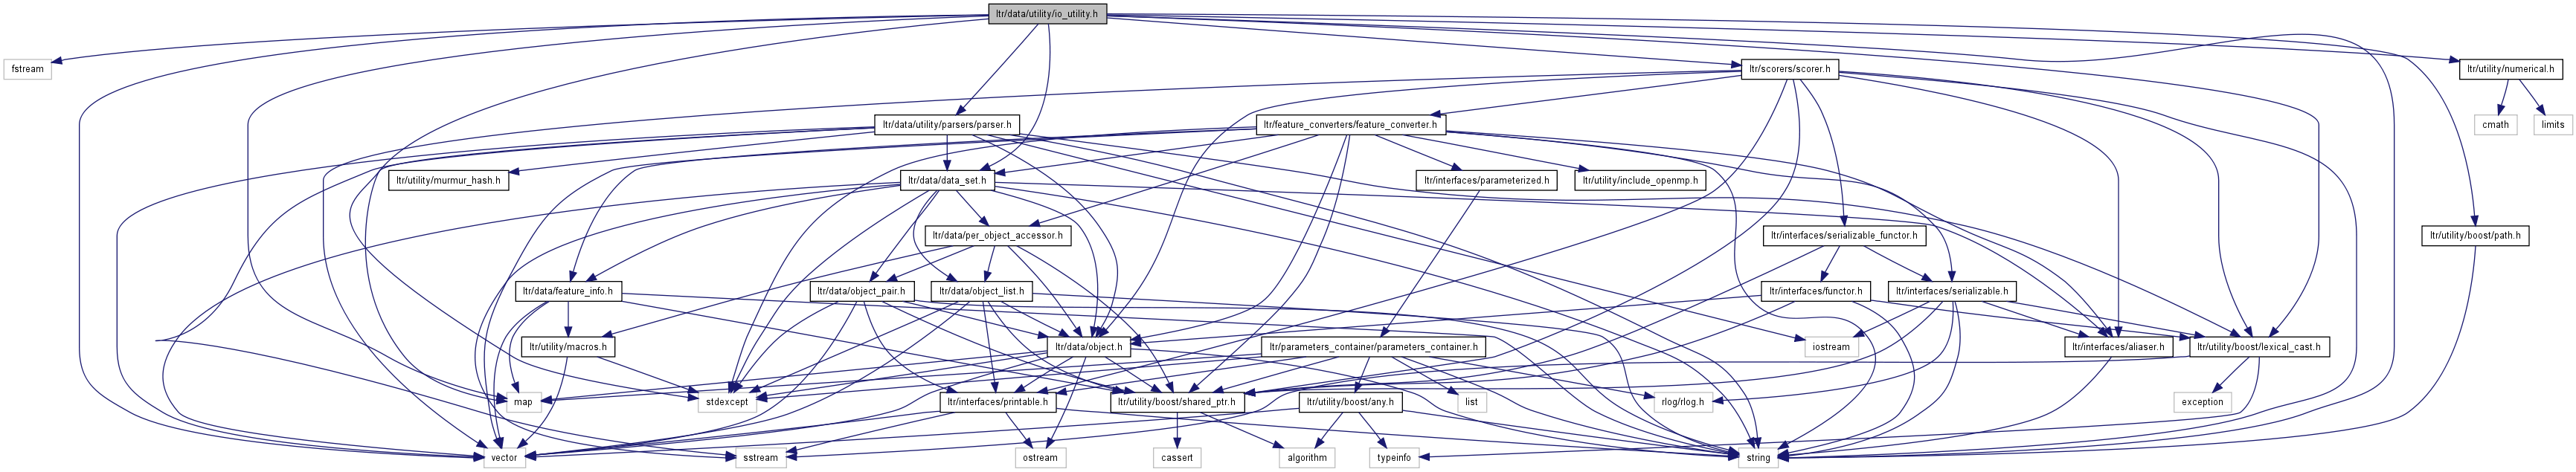 ltr/data/utility/io_utility.h
fstream
ltr/scorers/scorer.h
ltr/utility/numerical.h
ltr/data/utility/parsers/parser.h
ltr/feature_converters/feature_converter.h
cmath
limits
ltr/utility/murmur_hash.h
ltr/data/data_set.h
ltr/interfaces/parameterized.h
ltr/utility/include_openmp.h
ltr/data/per_object_accessor.h
ltr/interfaces/serializable_functor.h
ltr/utility/boost/path.h
ltr/data/feature_info.h
ltr/data/object_pair.h
ltr/data/object_list.h
ltr/interfaces/functor.h
ltr/interfaces/serializable.h
ltr/utility/macros.h
ltr/data/object.h
ltr/parameters_container/parameters_container.h
iostream
ltr/interfaces/aliaser.h
ltr/utility/boost/lexical_cast.h
map
stdexcept
ltr/interfaces/printable.h
ltr/utility/boost/shared_ptr.h
ltr/utility/boost/any.h
list
rlog/rlog.h
exception
vector
sstream
ostream
cassert
algorithm
typeinfo
string